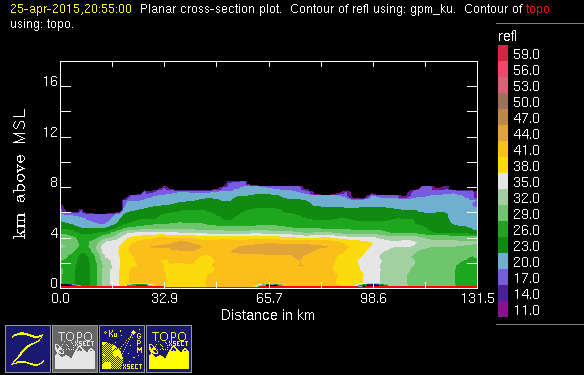 25-apr-2015,20:55:00 Planar cross-section plot. Contour of refl using: gpm_ku. Contour of topo
using: topo.
refl
59.0
56.0
53.0
50.0
47.0
44.0
41.0
38.0
35.0
32.0
29.0
26.0
23.0
20.0
17.0
14.0
11.0
km above MSL
16
12
8
4
0
0.0 32.9 65.7 98.6 131.5
Distance in km
Z
TOPO
XSECT
"Ku"
GPM
XSECT
TOPO
XSECT